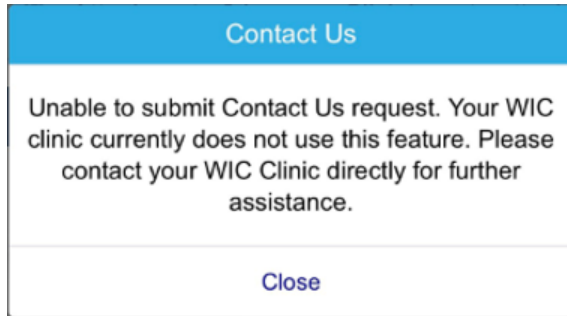 Contact Us
Unable to submit Contact Us request. Your WIC
clinic currently does not use this feature. Please
contact your WIC Clinic directly for further
assistance.
Close